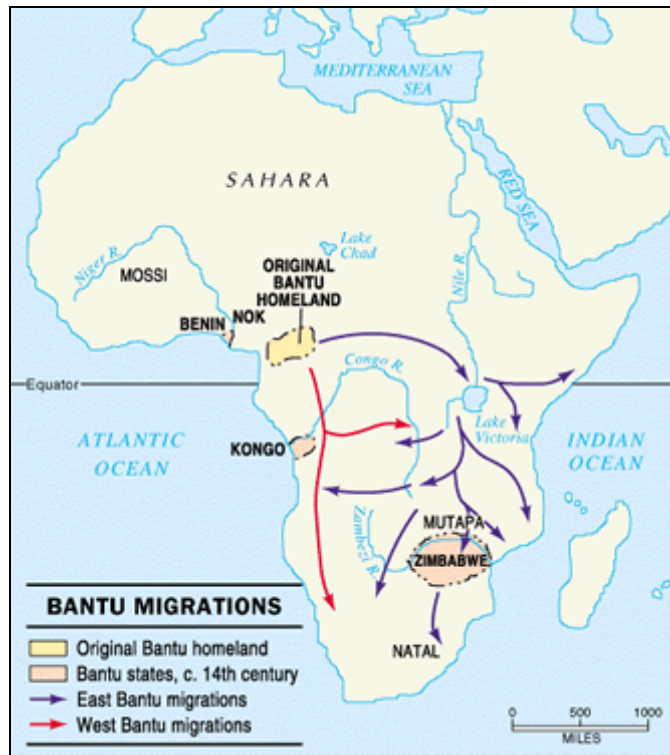 MEDITERRANEAN
SEA
SAHARA
RED SEA
Lake
Chad
Nile R.
Niger R.
MOSSI
ORIGINAL
BANTU
HOMELAND
NOK
BENIN
Congo R.
Equator
Lake
Victoria
ATLANTIC
OCEAN
KONGO
INDIAN
OCEAN
Zambezi R.
MUTAPA
ZIMBABWE
NATAL
BANTU MIGRATIONS
Original Bantu homeland
Bantu states, c. 14th century
East Bantu migrations
West Bantu migrations
0 500 1000
MILES